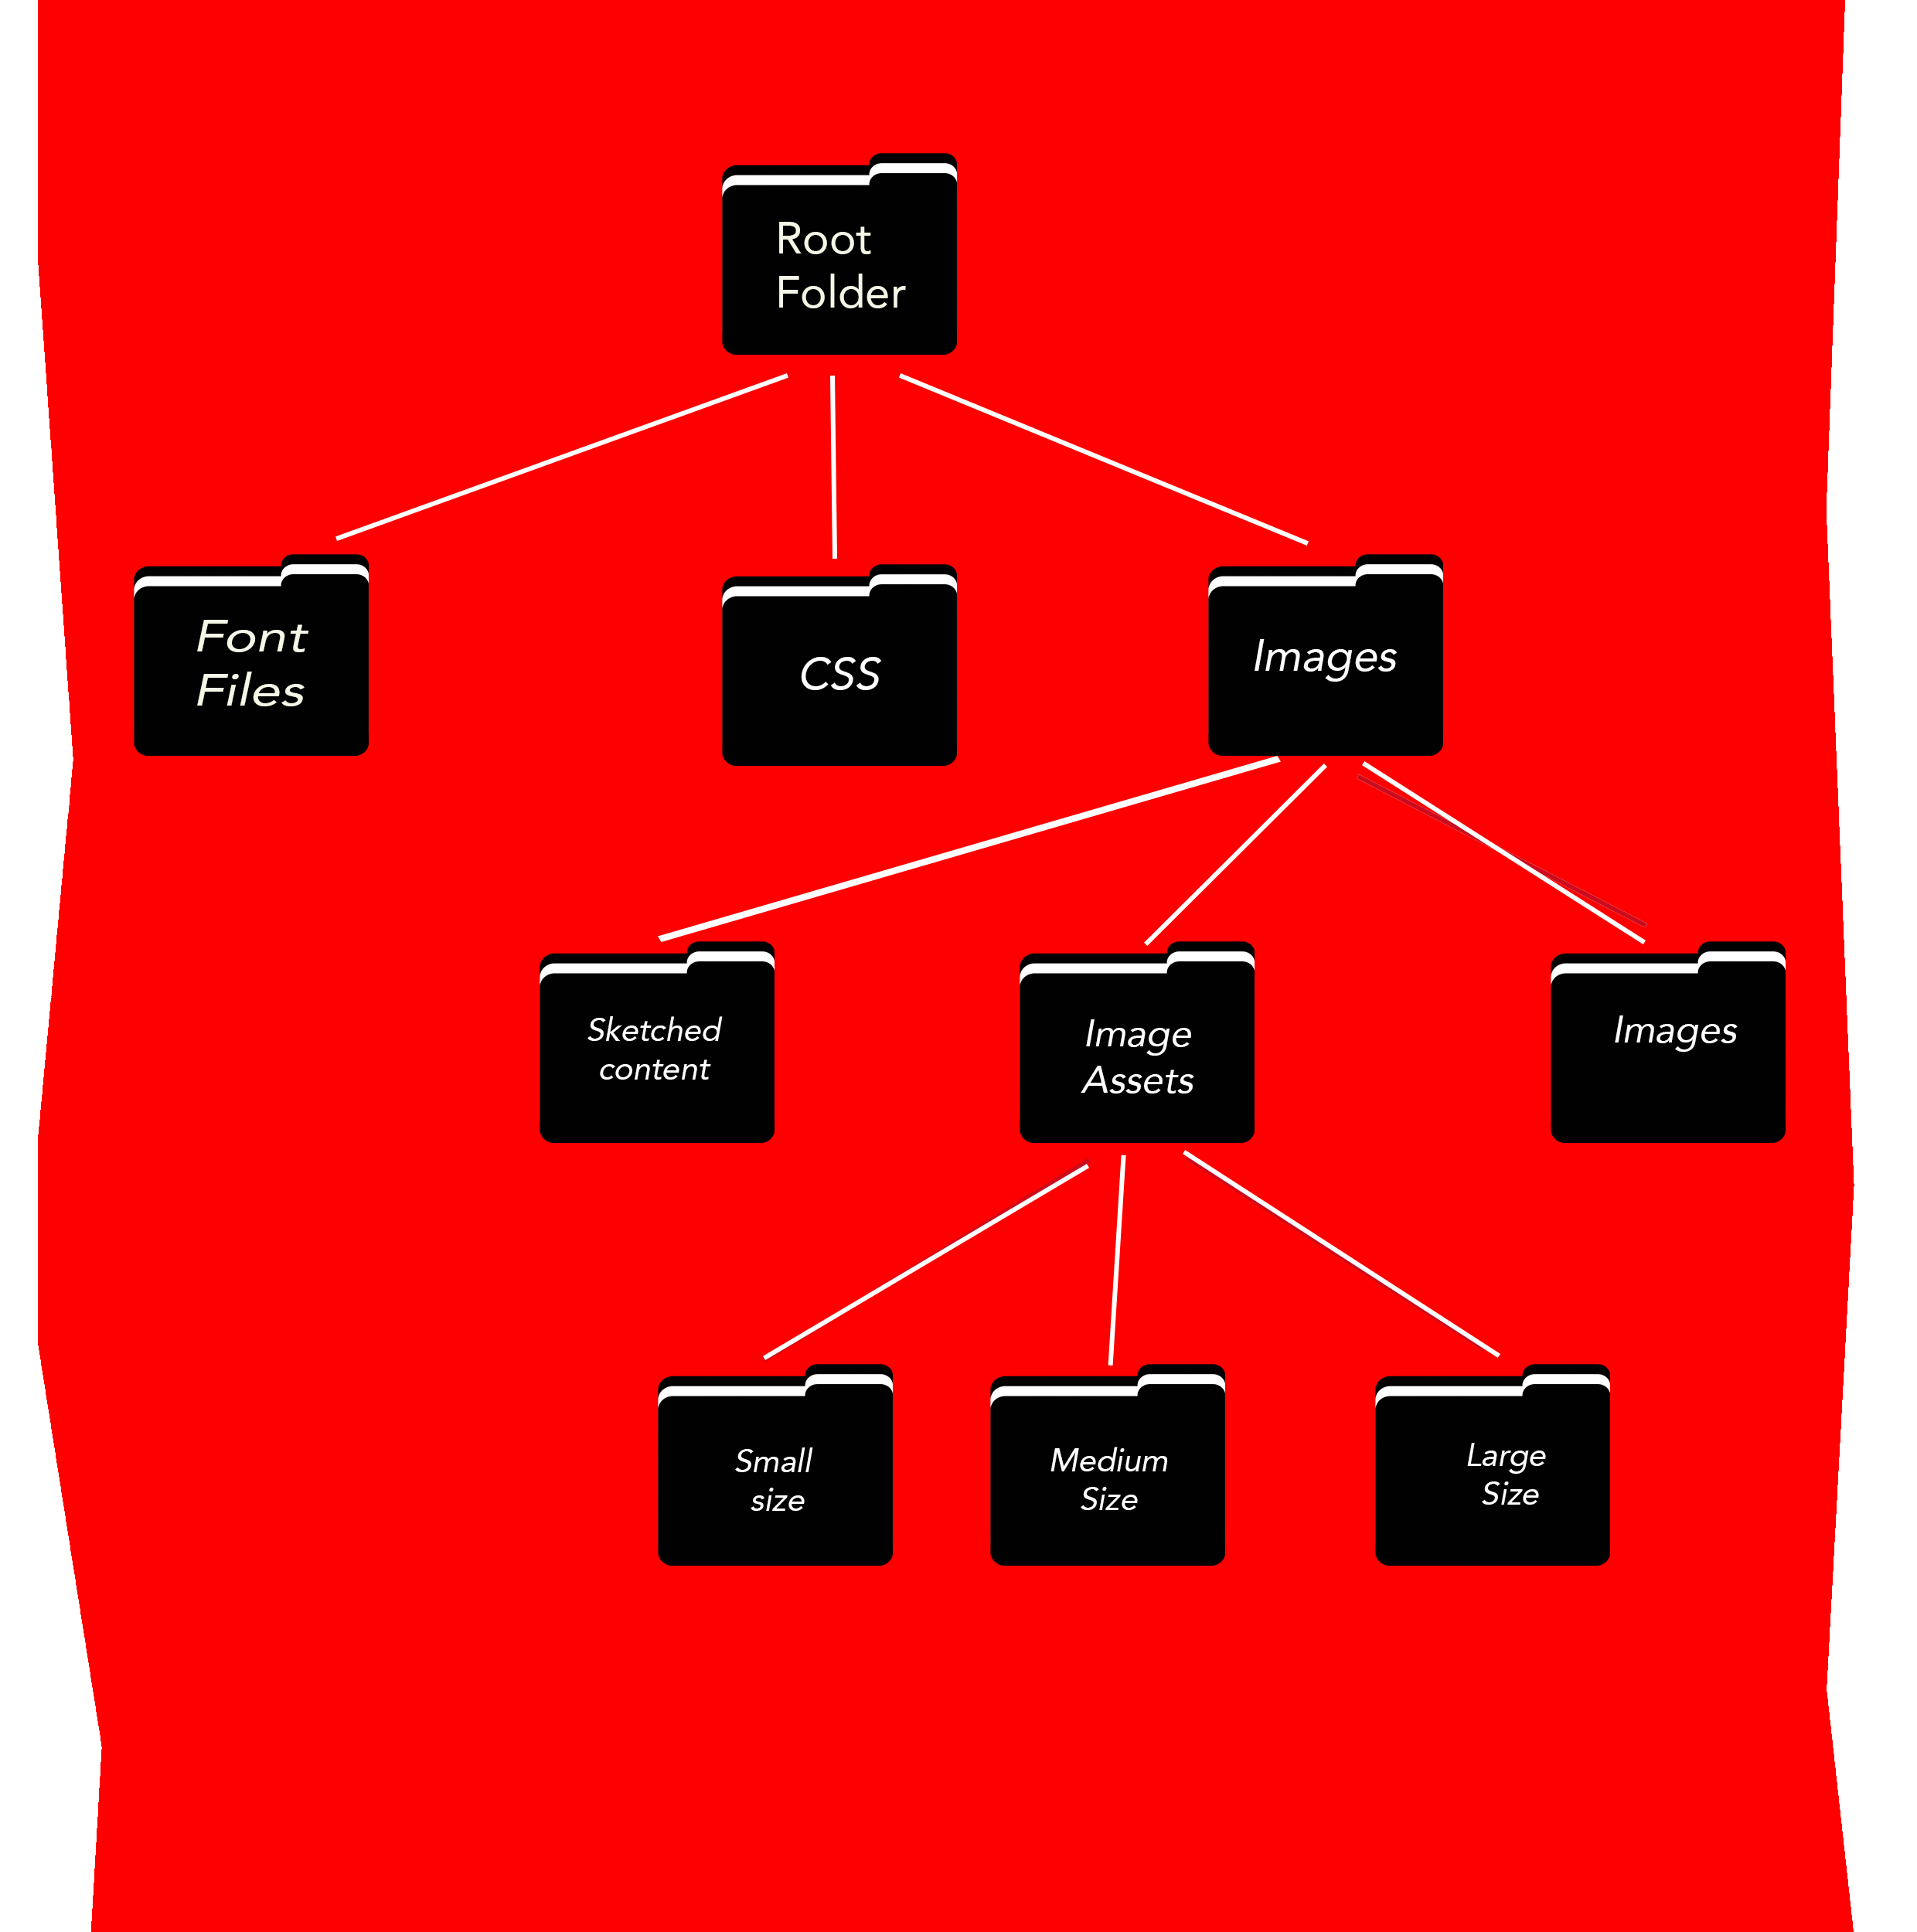 Root
Folder
Font
Files
CSS
Images
Sketched
content
Image
Assets
Images
Small
size
Medium
Size
Large
Size